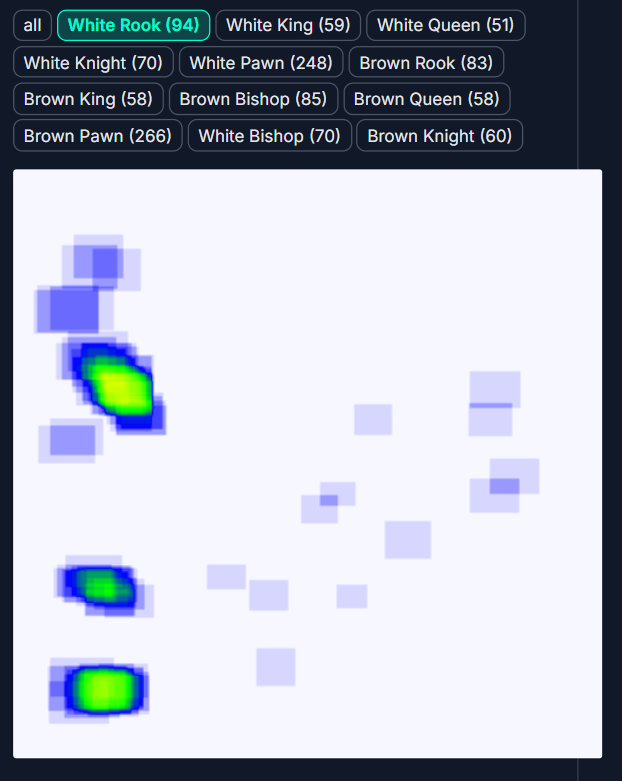 all White Rook (94) White King (59) White Queen (51)
White Knight (70) White Pawn (248) Brown Rook (83)
Brown King (58) Brown Bishop (85) Brown Queen (58)
Brown Pawn (266) White Bishop (70) Brown Knight (60)